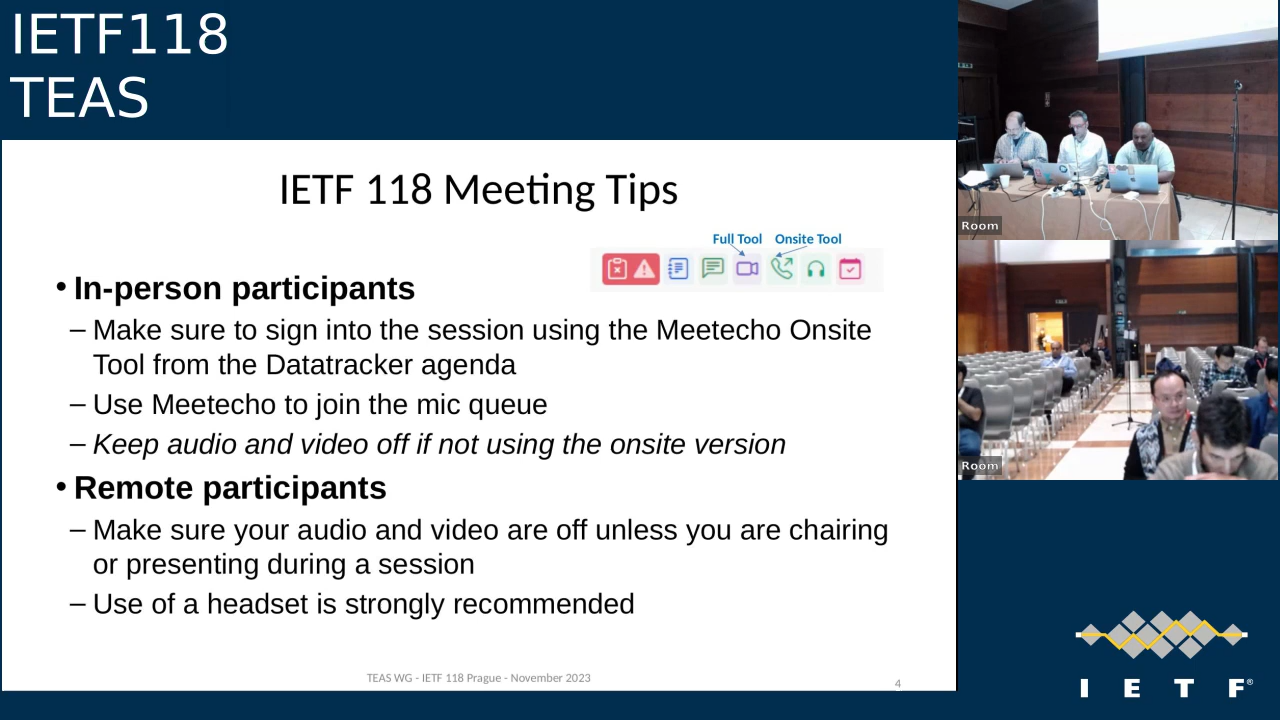 IETF118
TEAS
IETF 118 Meeting Tips
Full Tool
Onsite Tool
• In-person participants
– Make sure to sign into the session using the Meetecho Onsite
Tool from the Datatracker agenda
– Use Meetecho to join the mic queue
– Keep audio and video off if not using the onsite version
• Remote participants
– Make sure your audio and video are off unless you are chairing
or presenting during a session
– Use of a headset is strongly recommended
TEAS WG - IETF 118 Prague - November 2023
4
Room
Room
I E T F®